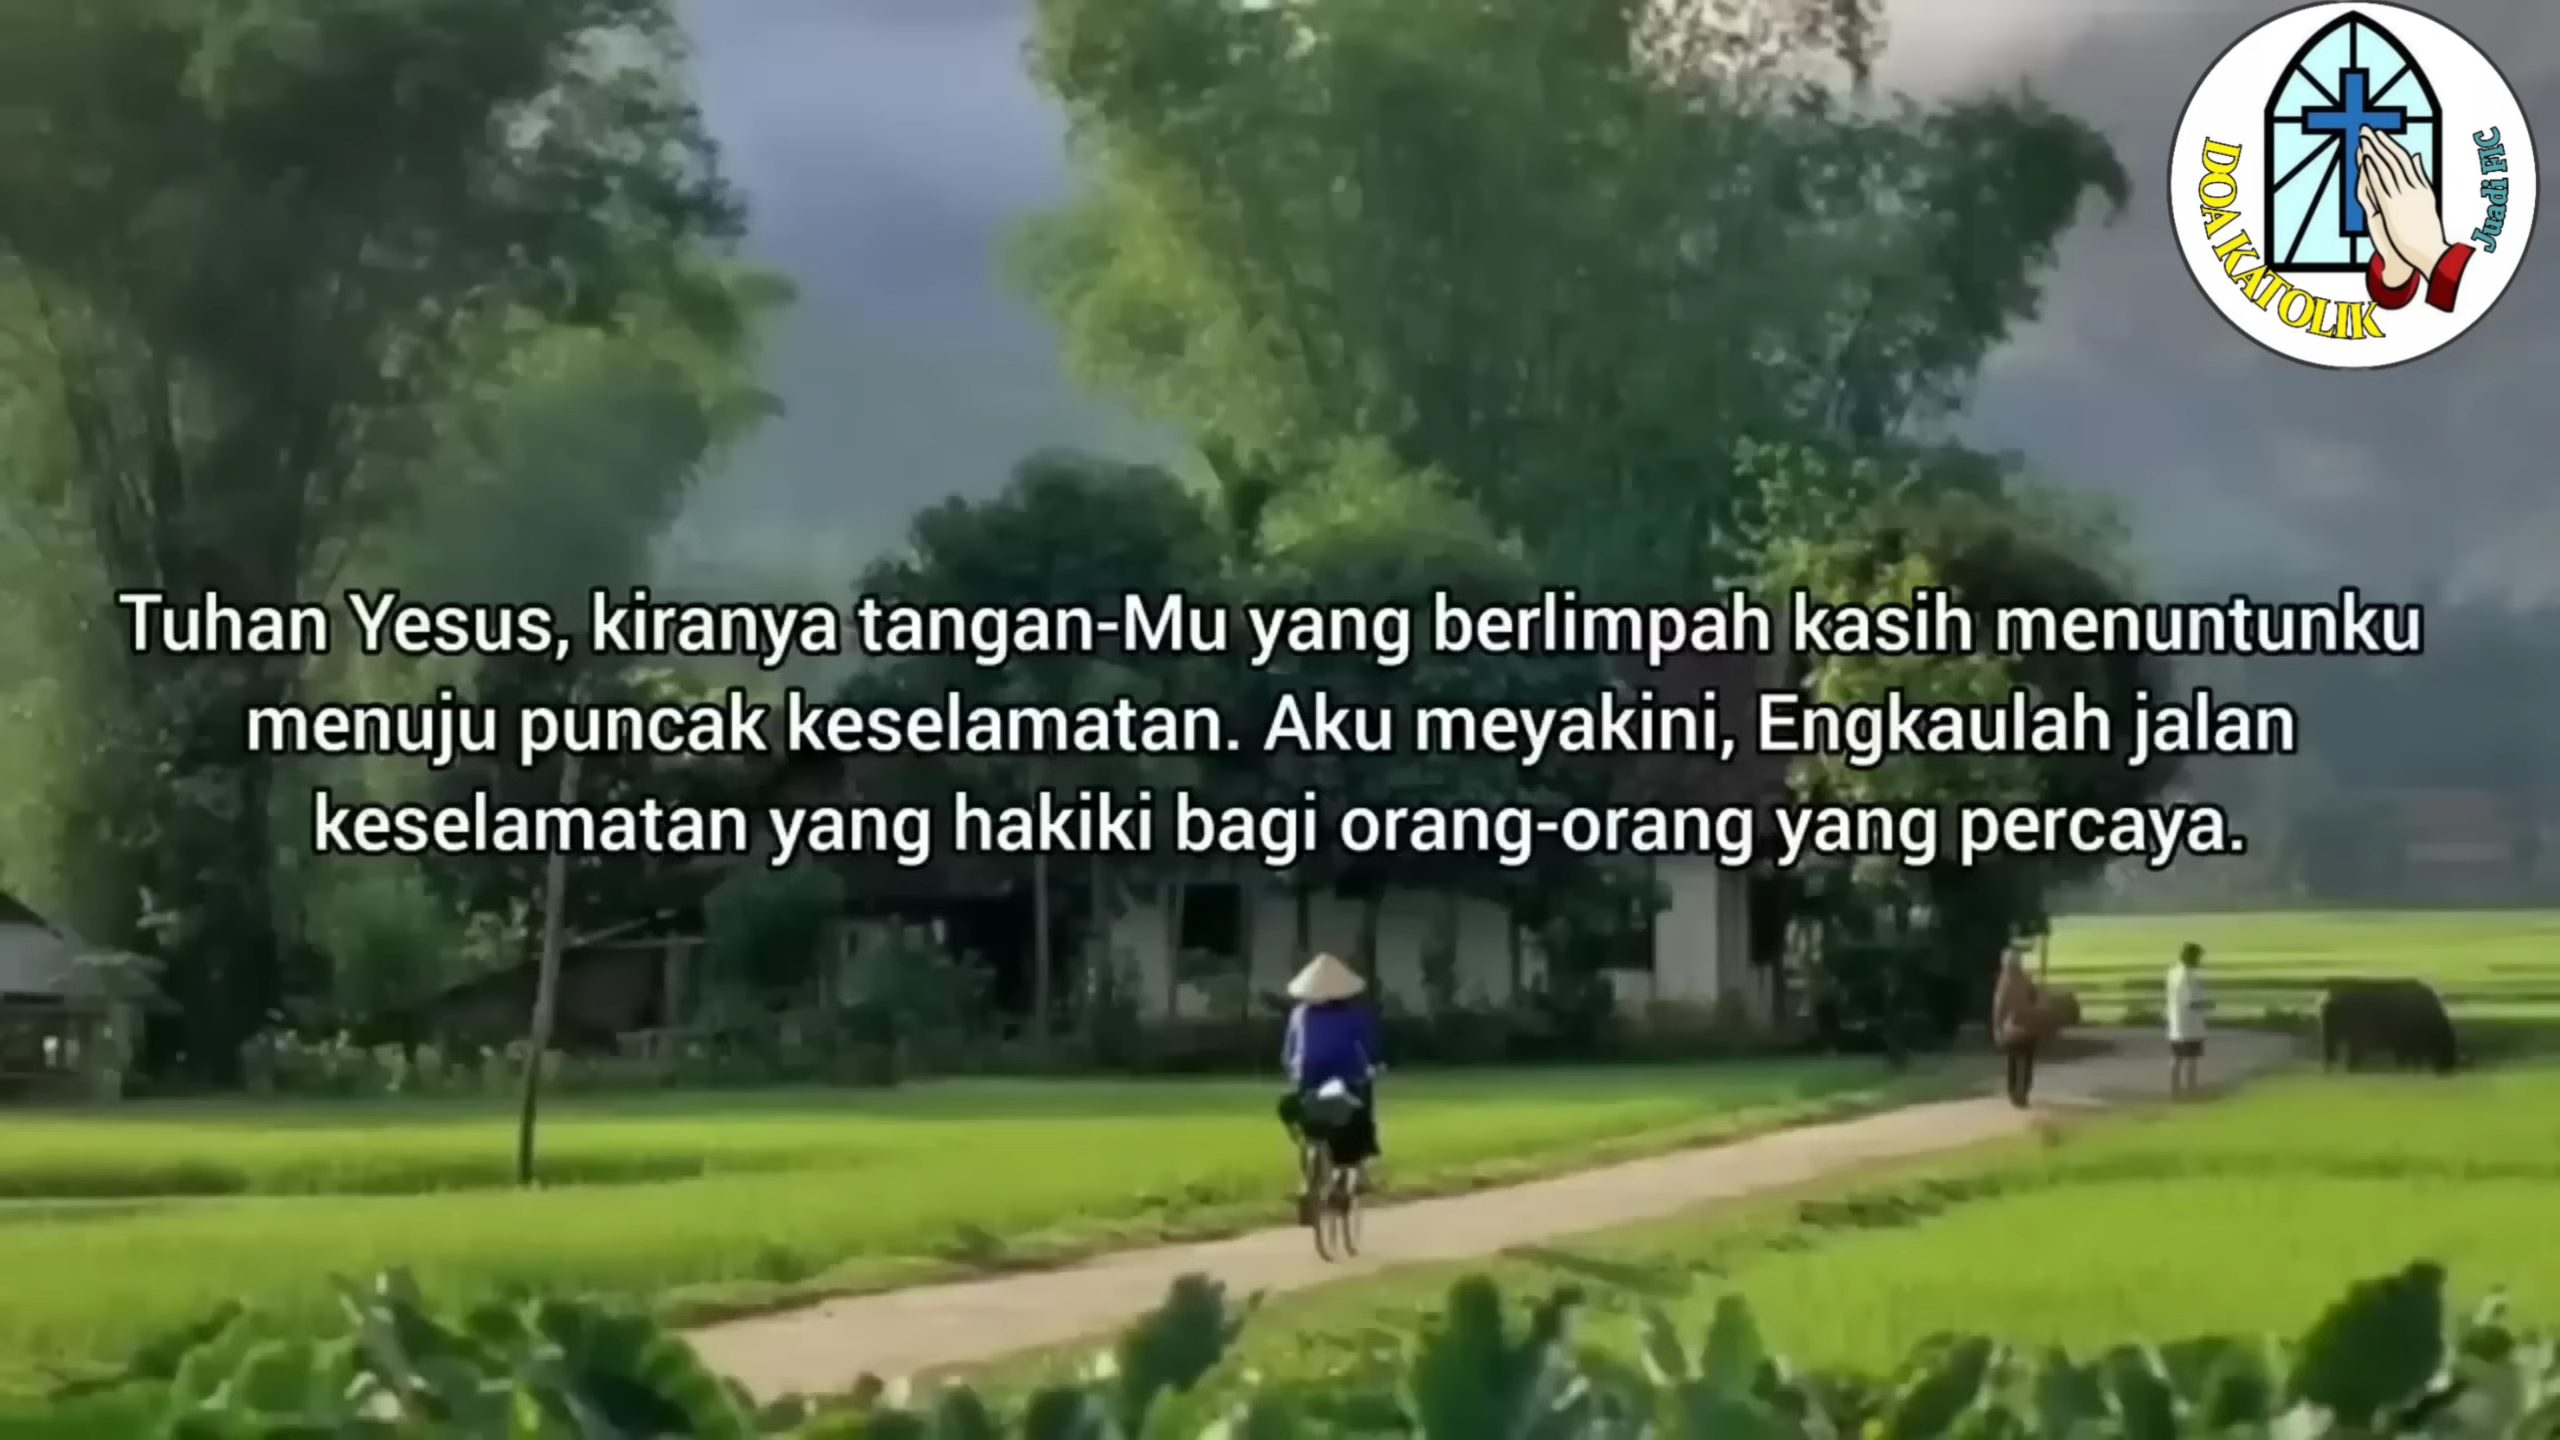 DOA KATOLIK
Juadi FIC
Tuhan Yesus, kiranya tangan-Mu yang berlimpah kasih menuntunku
menuju puncak keselamatan. Aku meyakini, Engkaulah jalan
keselamatan yang hakiki bagi orang-orang yang percaya.